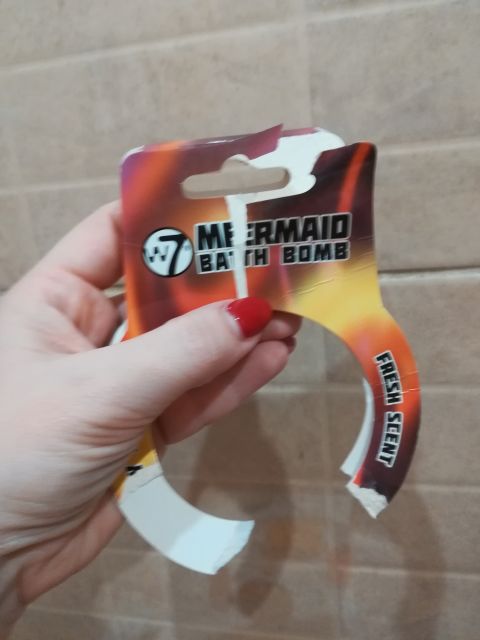 W7
MERMAID
BATH BOMB
FRESH SCENT